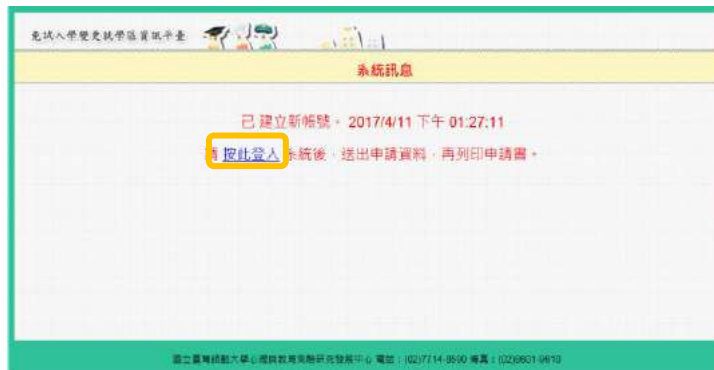 免試入學變更就學區資訊平臺
系統訊息
已 建立新帳號。 2017/4/11 下午 01:27:11
請 按此登入 系統後，送出申請資料，再列印申請書。
國立臺灣師範大學心理與教育測驗研究發展中心 電話：(02)7714-8590 傳真：(02)8601-9810